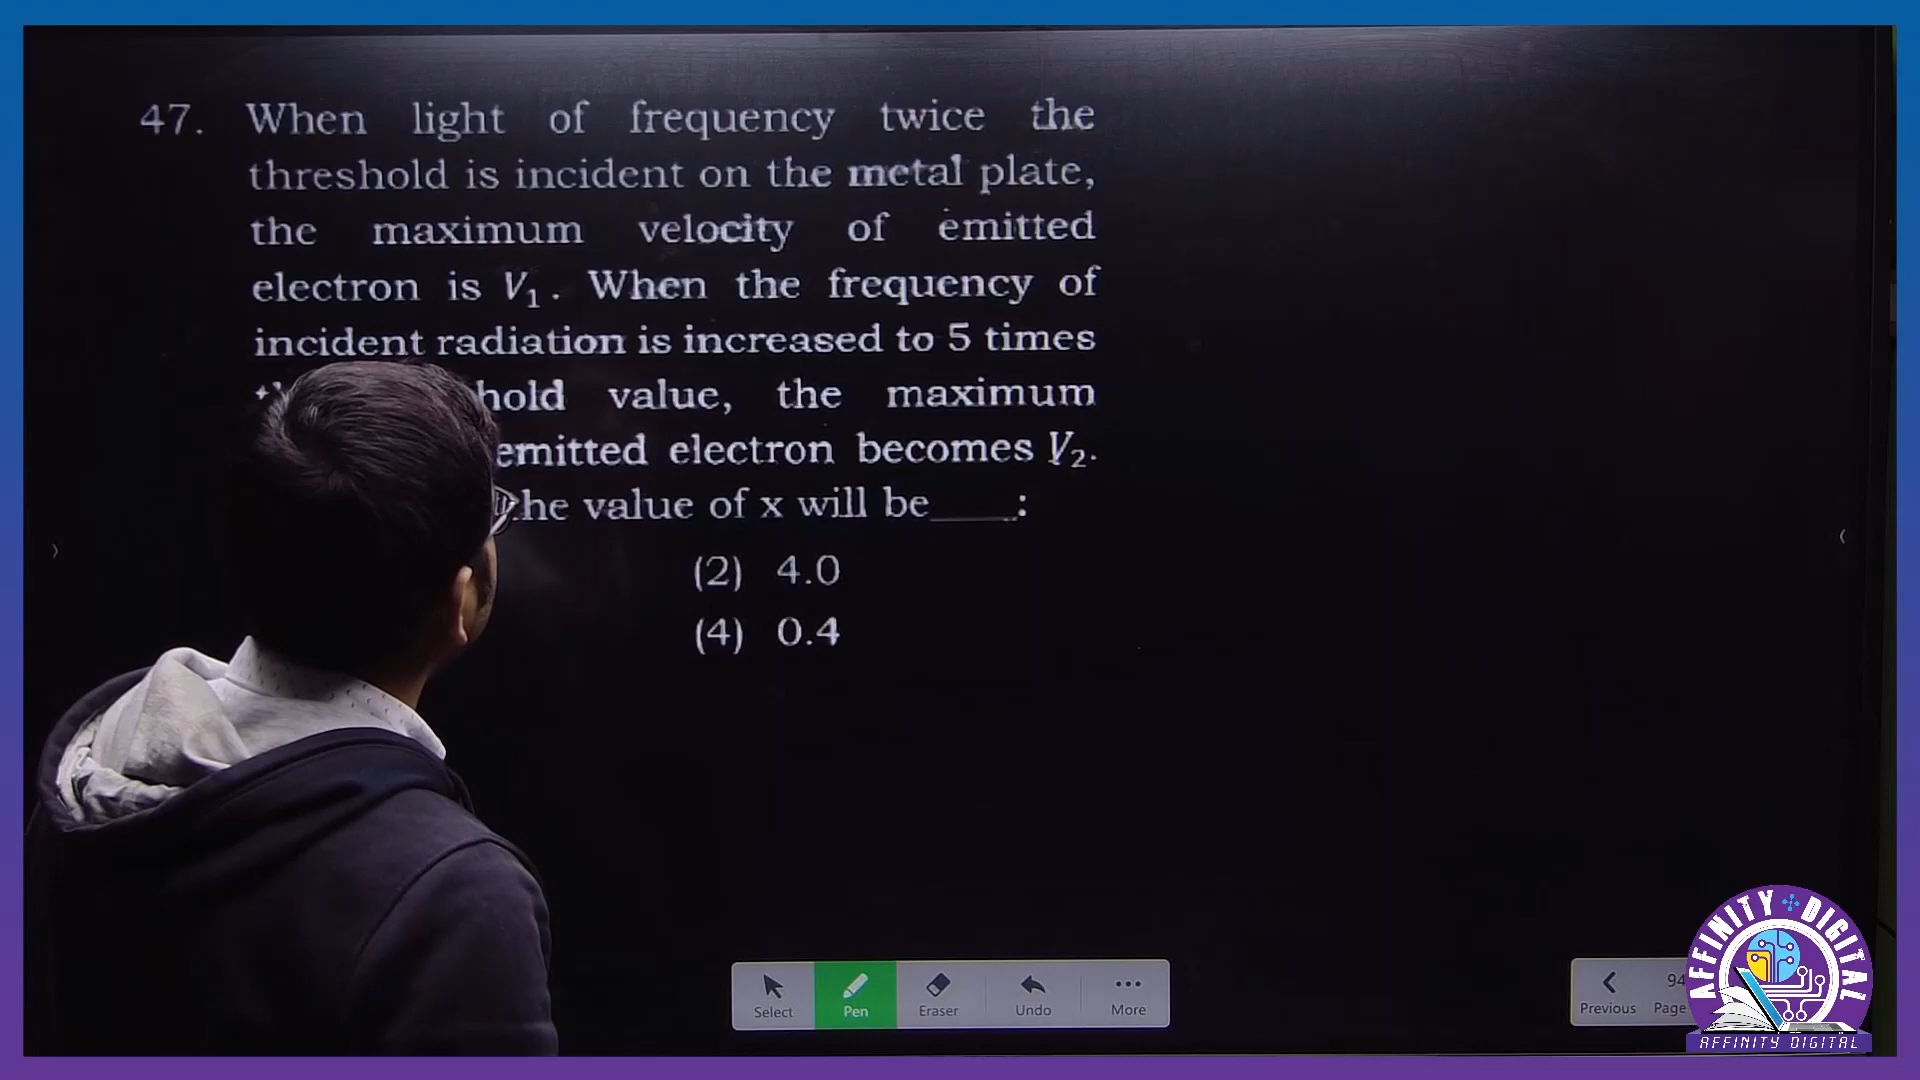 47. When light of frequency twice the
threshold is incident on the metal plate,
the maximum velocity of emitted
electron is V₁. When the frequency of
incident radiation is increased to 5 times
hold value, the maximum
emitted electron becomes V₂.
he value of x will be____:
(2) 4.0
(4) 0.4
Select Pen Eraser Undo More
Previous Page 94
AFFINITY DIGITAL
AFFINITY DIGITAL